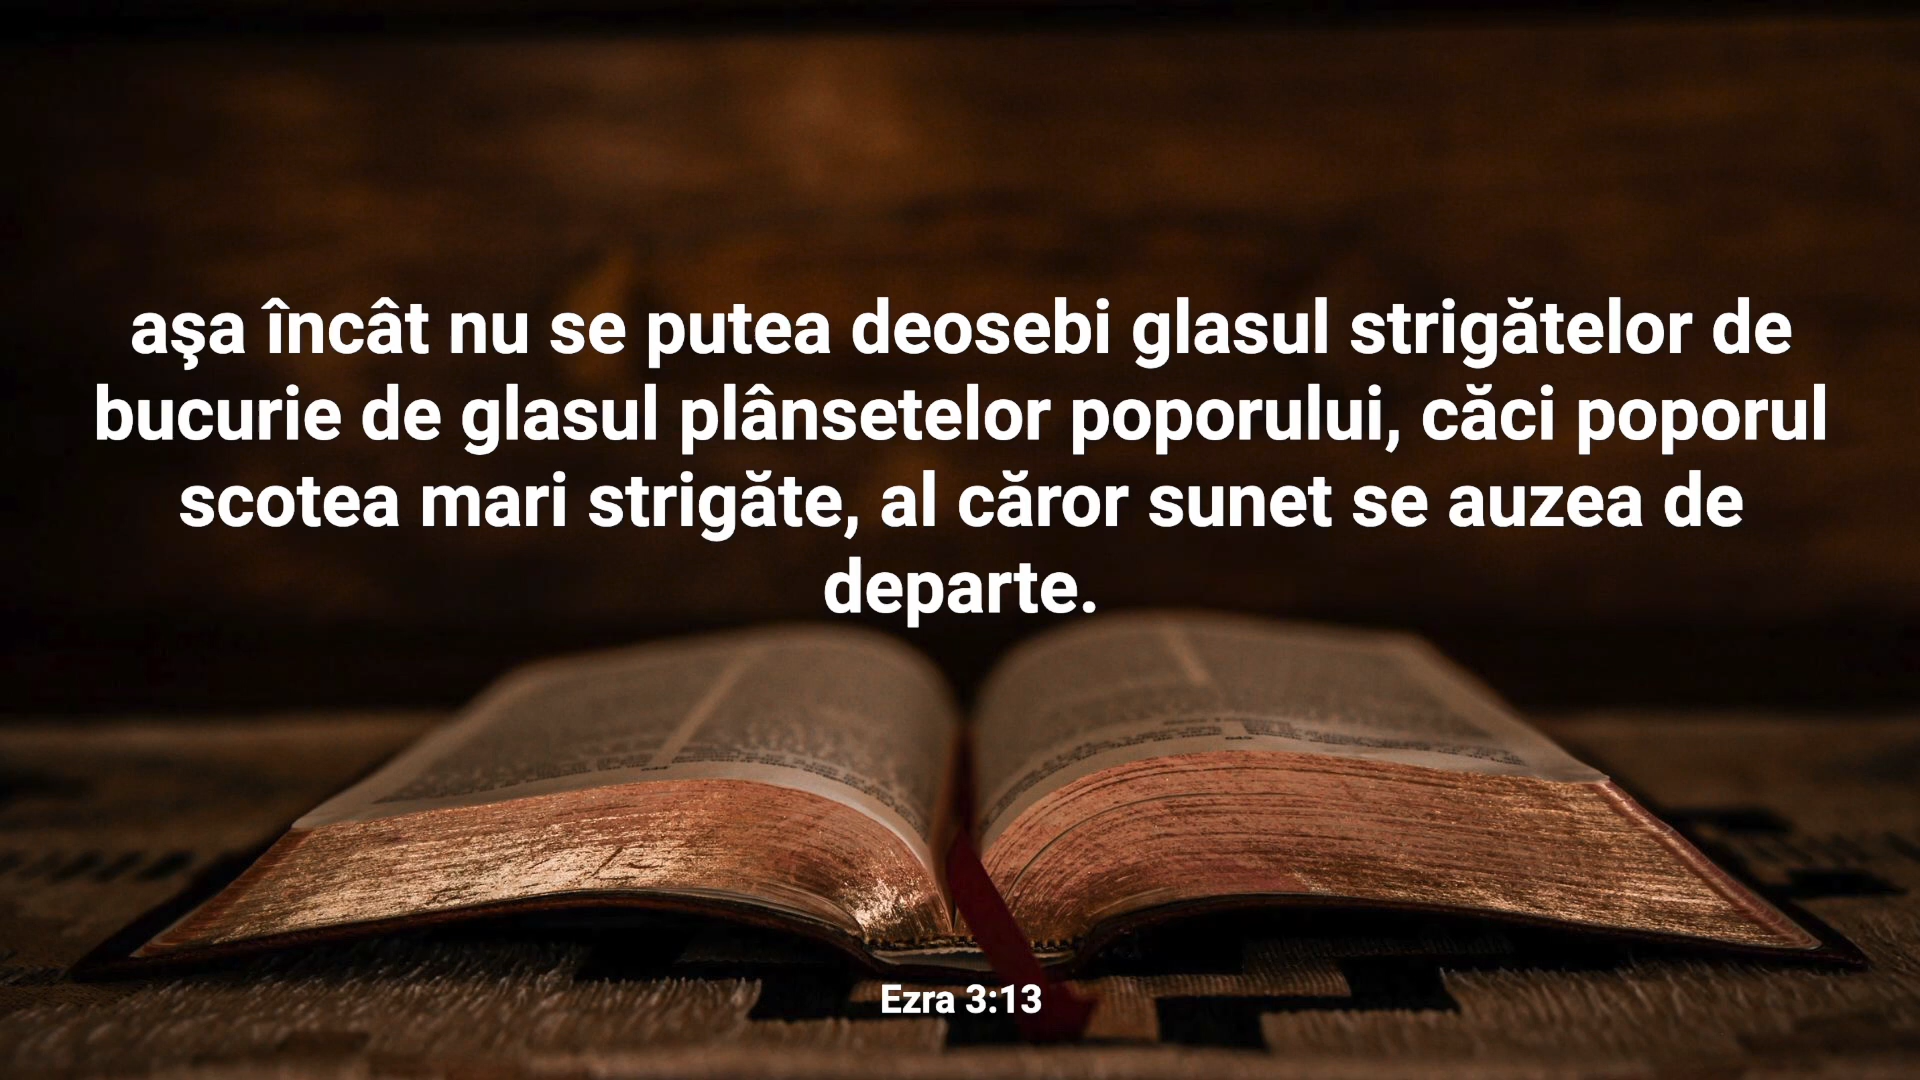 aşa încât nu se putea deosebi glasul strigătelor de
bucurie de glasul plânsetelor poporului, căci poporul
scotea mari strigăte, al căror sunet se auzea de
departe.
Ezra 3:13